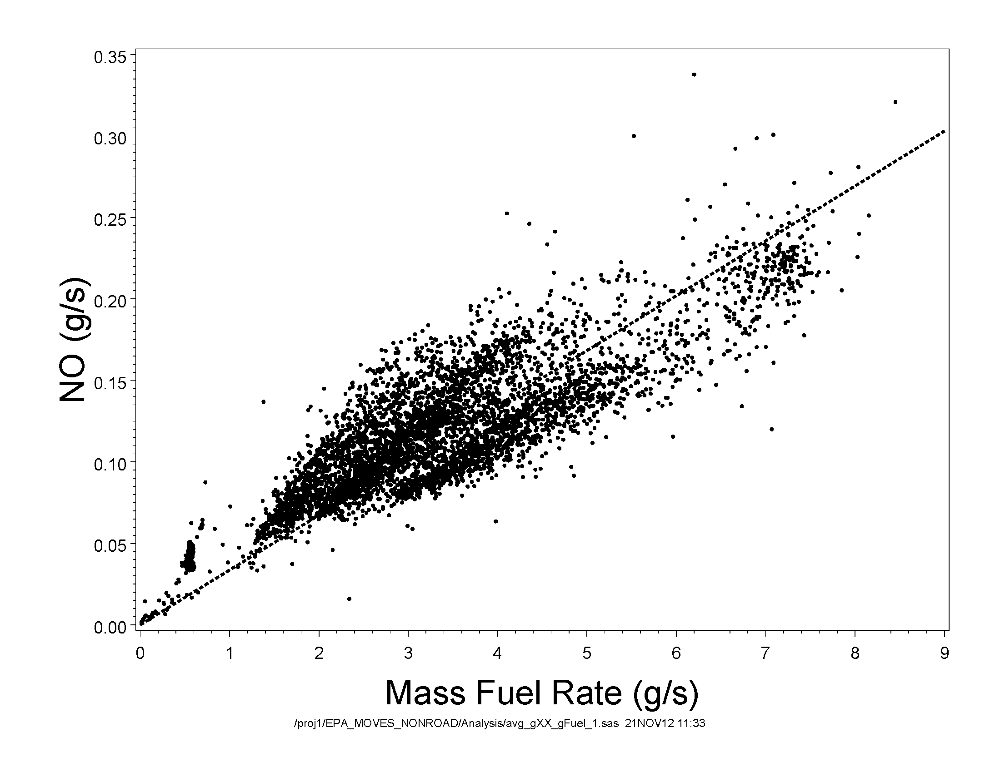 0.35
0.30
0.25
0.20
0.15
0.10
0.05
0.00
NO (g/s)
0 1 2 3 4 5 6 7 8 9
Mass Fuel Rate (g/s)
/proj1/EPA_MOVES_NONROAD/Analysis/avg_gXX_gFuel_1.sas 21NOV12 11:33